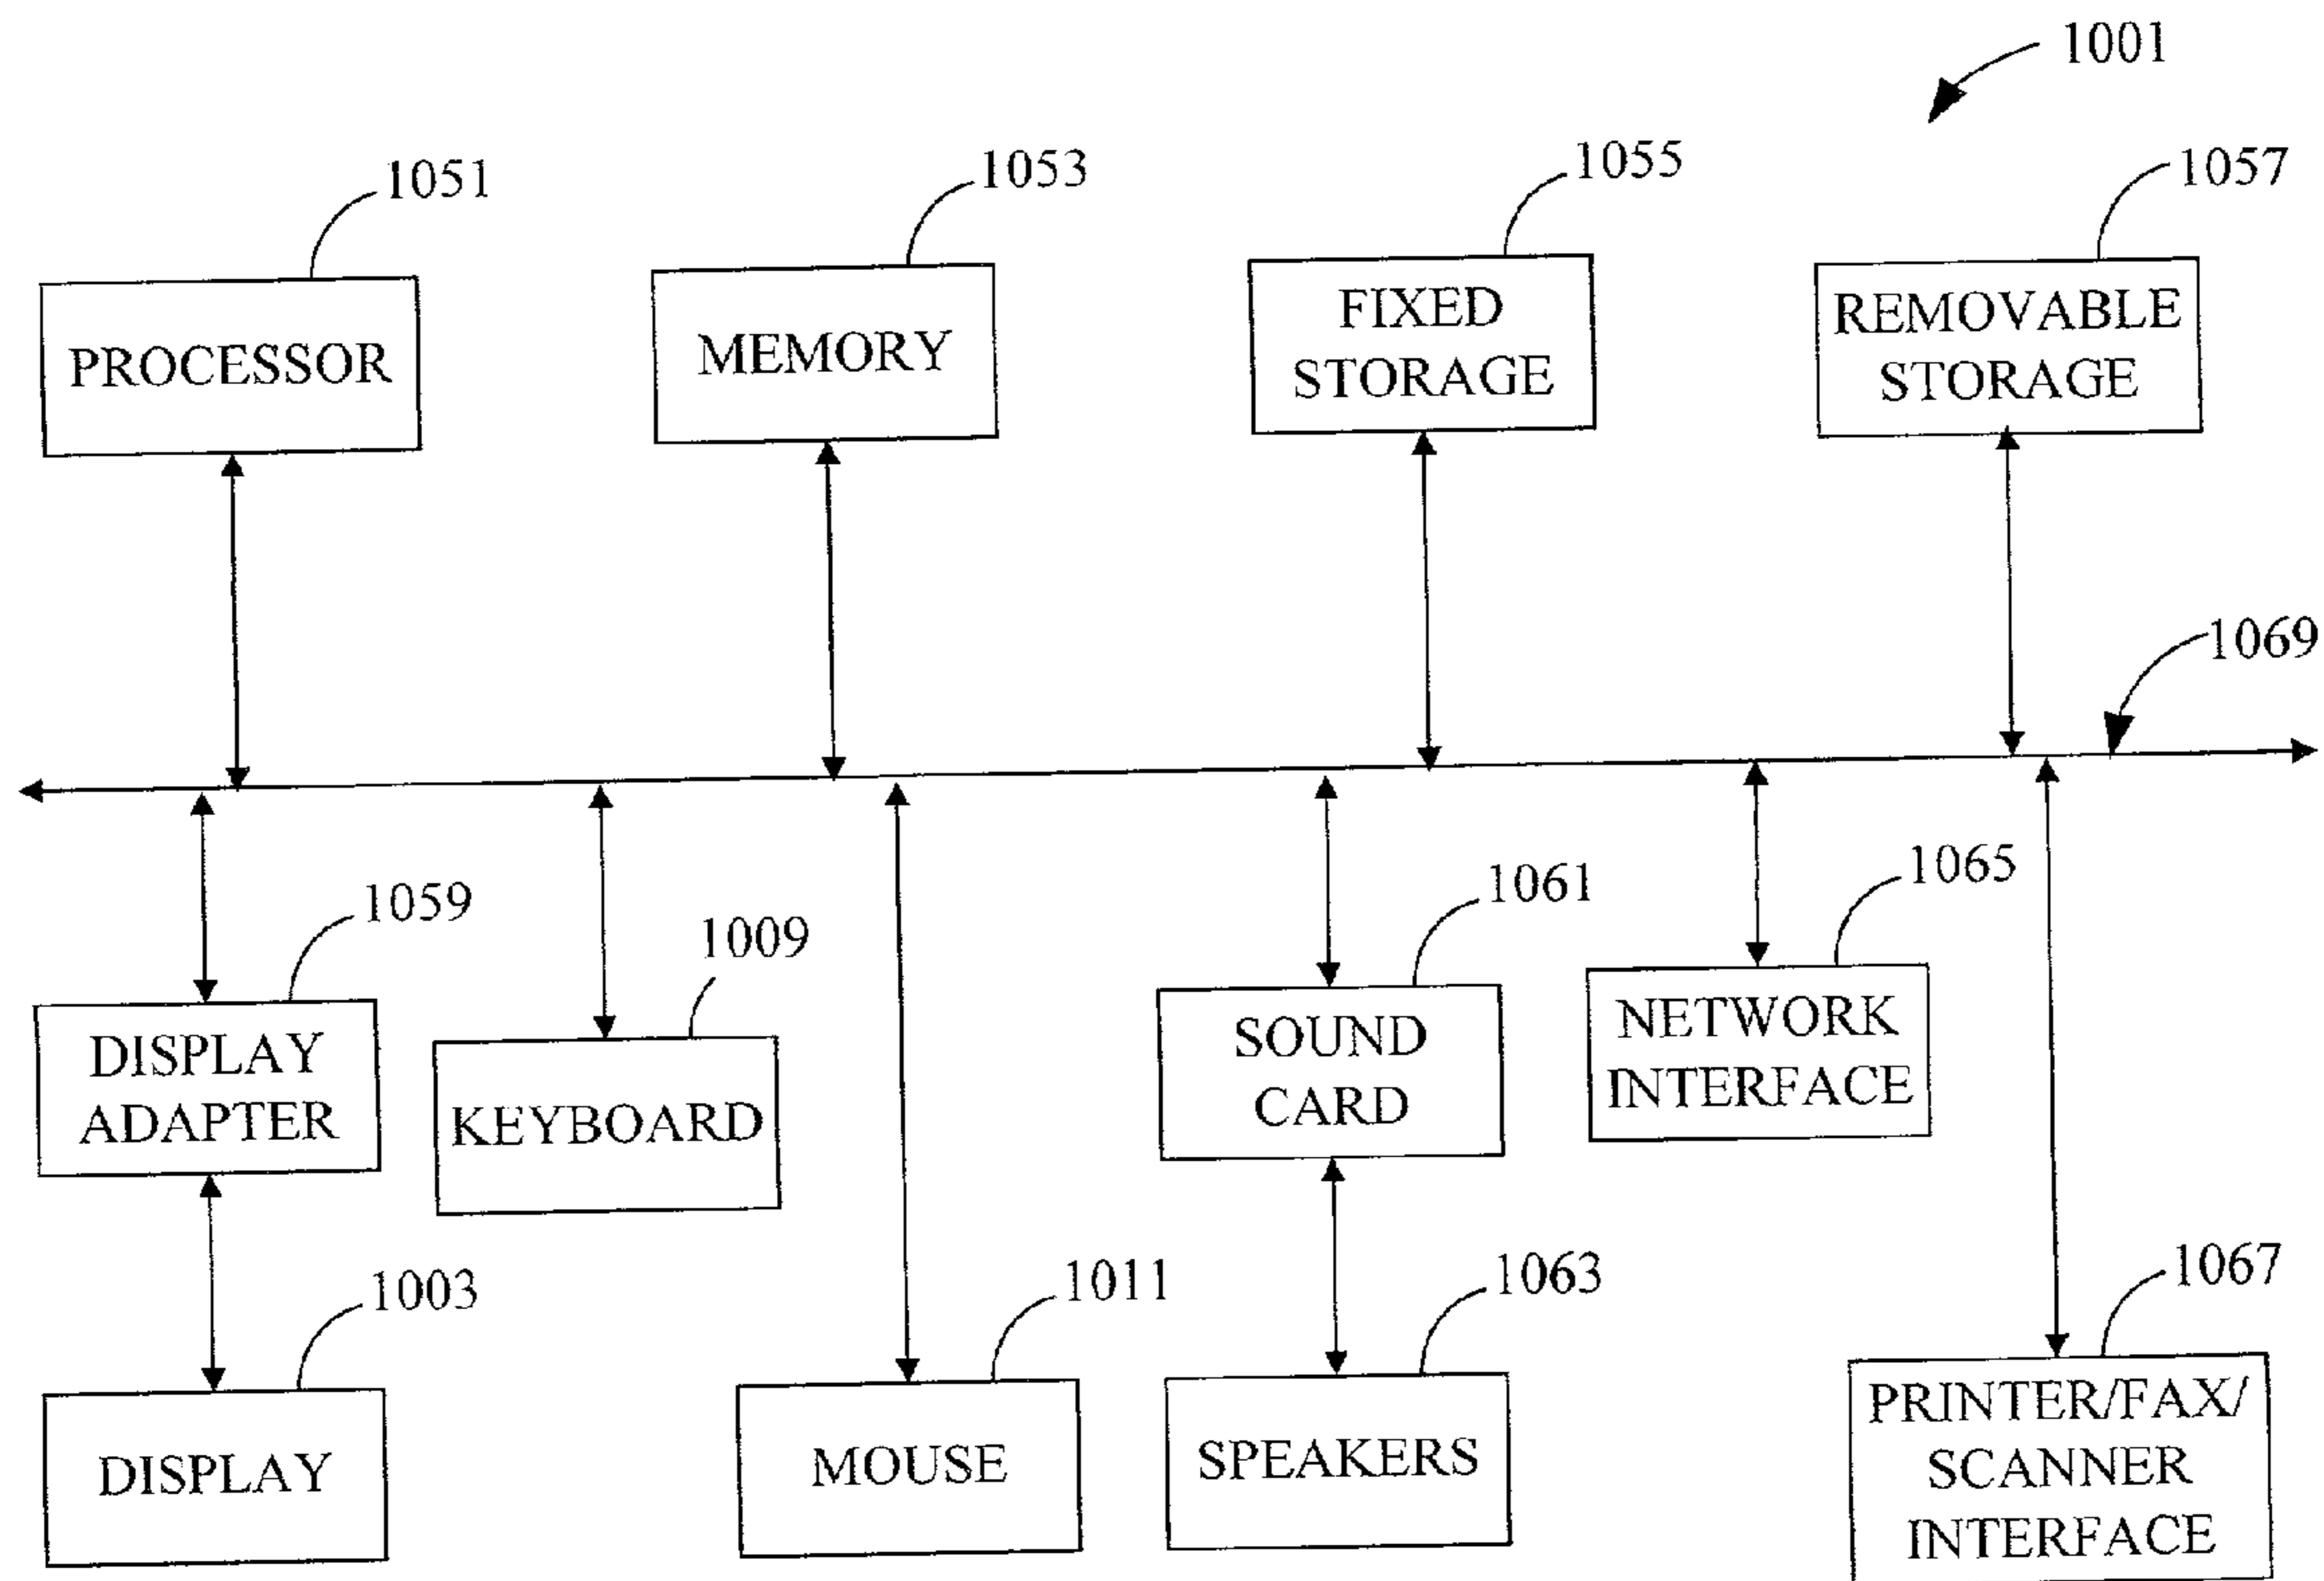 1001
1051
1053
1055
1057
PROCESSOR
MEMORY
FIXED
STORAGE
REMOVABLE
STORAGE
1069
1059
1009
1061
1065
DISPLAY
ADAPTER
KEYBOARD
SOUND
CARD
NETWORK
INTERFACE
1003
1011
1063
1067
DISPLAY
MOUSE
SPEAKERS
PRINTER/FAX/
SCANNER
INTERFACE